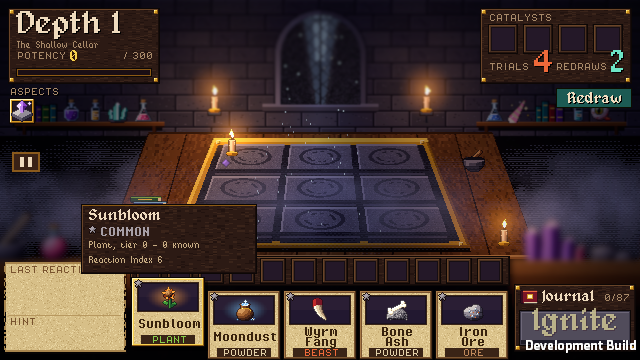 Depth 1
The Shallow Cellar
POTENCY 0 / 300
ASPECTS
CATALYSTS
TRIALS 4 REDRAWS 2
Redraw
Sunbloom
COMMON
Plant, tier 0 - 0 known
Reaction Index 6
LAST REACTI
HINT
Sunbloom
PLANT
Moondust
POWDER
Wyrm
Fang
BEAST
Bone
Ash
POWDER
Iron
Ore
ORE
Journal 0/87
Ignite
Development Build